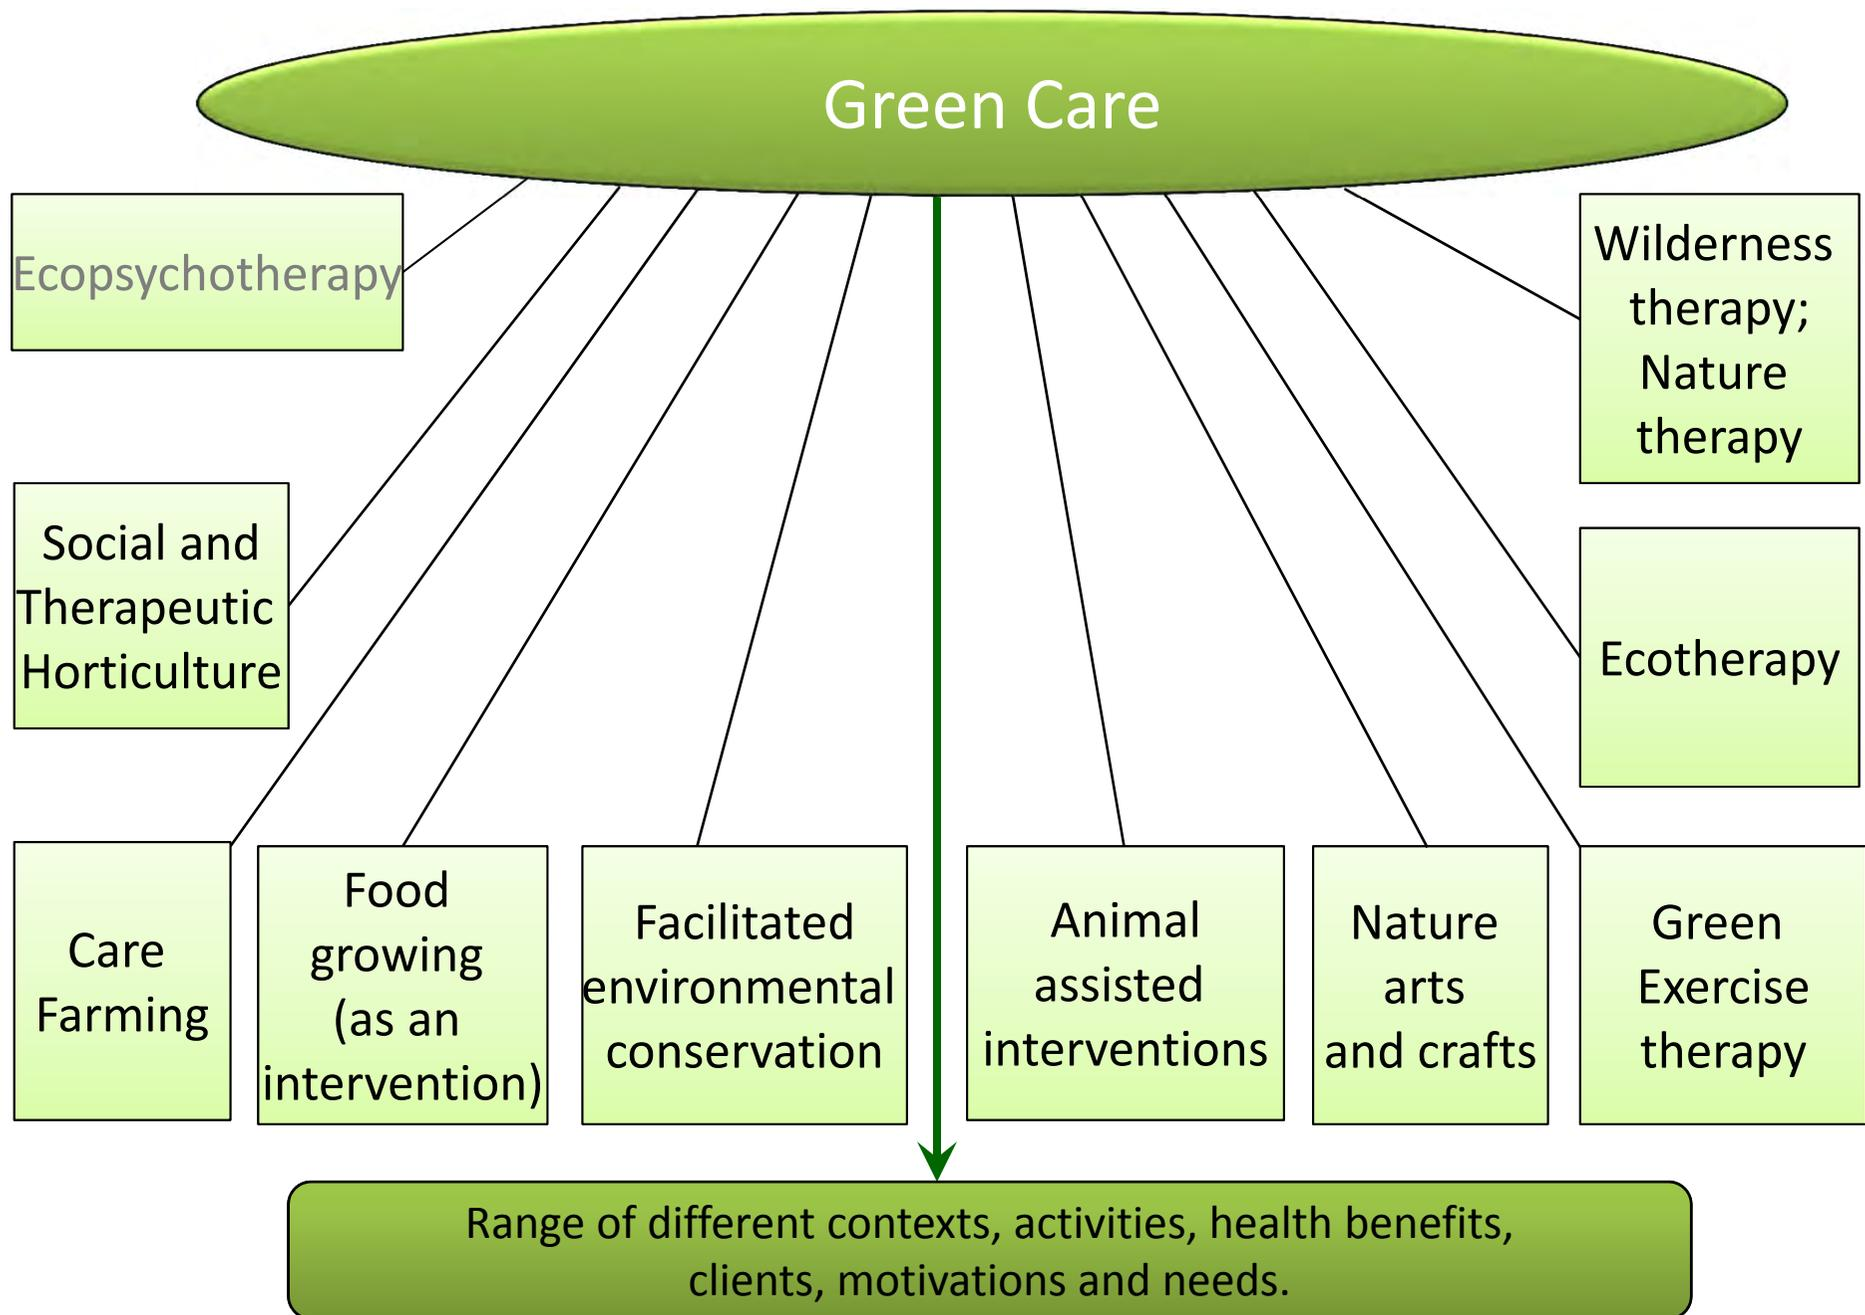 Green Care
Ecopsychotherapy
Wilderness
therapy;
Nature
therapy
Social and
Therapeutic
Horticulture
Ecotherapy
Care
Farming
Food
growing
(as an
intervention)
Facilitated
environmental
conservation
Animal
assisted
interventions
Nature
arts
and crafts
Green
Exercise
therapy
Range of different contexts, activities, health benefits,
clients, motivations and needs.